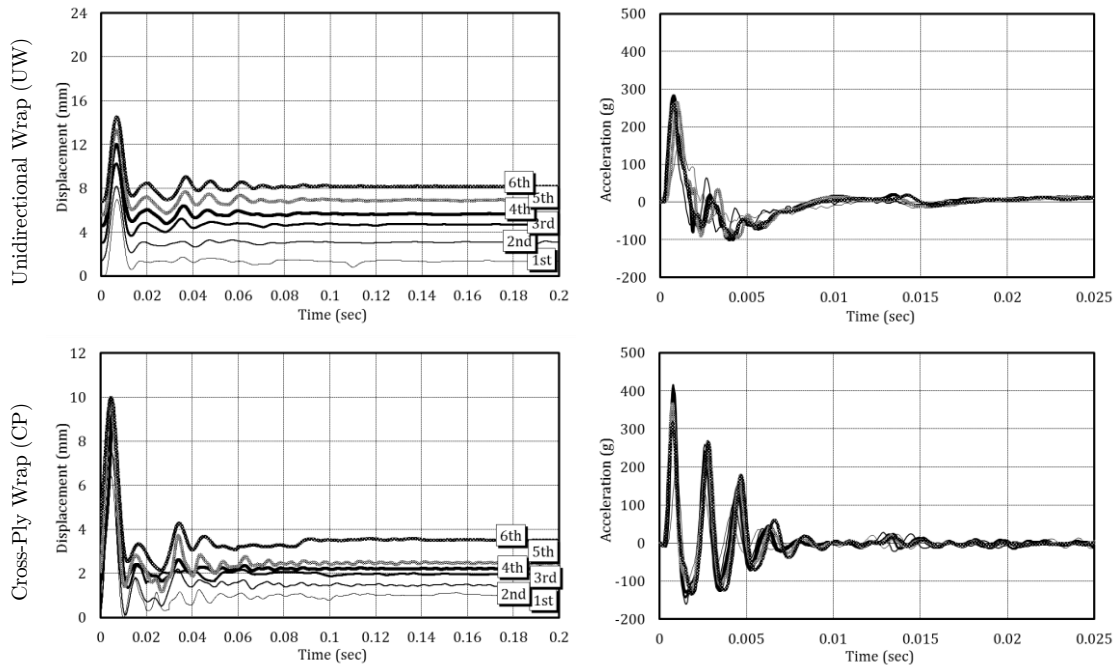 Unidirectional Wrap (UW)
Displacement (mm)
24
20
16
12
8
4
0
0 0.02 0.04 0.06 0.08 0.1 0.12 0.14 0.16 0.18 0.2
Time (sec)
6th
5th
4th
3rd
2nd
1st
Acceleration (g)
500
400
300
200
100
0
-100
-200
0 0.005 0.01 0.015 0.02 0.025
Time (sec)
Cross-Ply Wrap (CP)
Displacement (mm)
12
10
8
6
4
2
0
0 0.02 0.04 0.06 0.08 0.1 0.12 0.14 0.16 0.18 0.2
Time (sec)
6th
5th
4th
3rd
2nd
1st
Acceleration (g)
500
400
300
200
100
0
-100
-200
0 0.005 0.01 0.015 0.02 0.025
Time (sec)